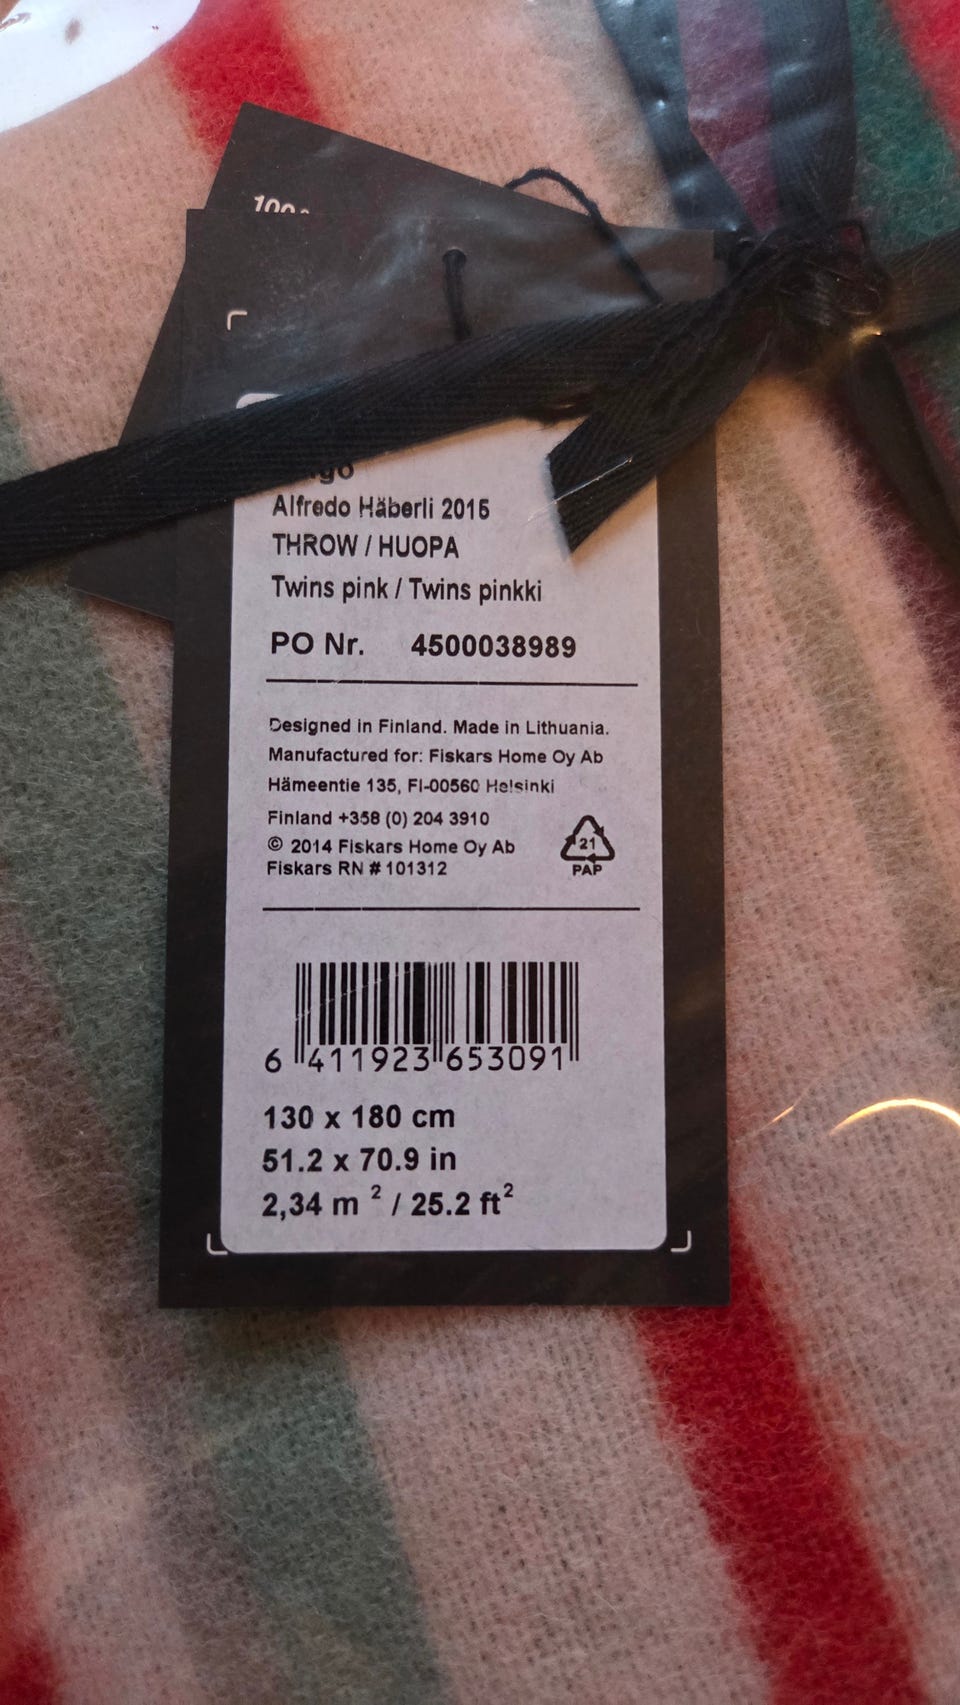 Alfredo Häberli 2015
THROW / HUOPA
Twins pink / Twins pinkki
PO Nr. 4500038989
Designed in Finland. Made in Lithuania.
Manufactured for: Fiskars Home Oy Ab
Hämeentie 135, FI-00560 Helsinki
Finland +358 (0) 204 3910
© 2014 Fiskars Home Oy Ab
Fiskars RN # 101312
21
PAP
6 411923 653091
130 x 180 cm
51.2 x 70.9 in
2,34 m ² / 25.2 ft²